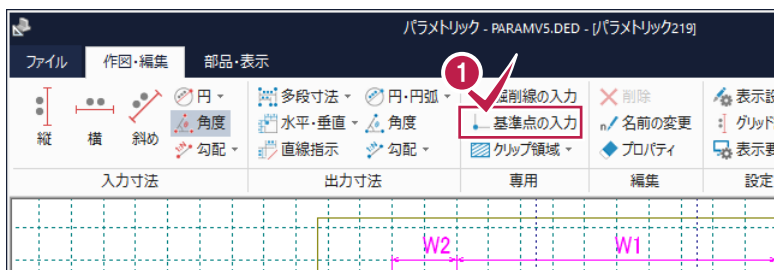 パラメトリック - PARAMV5.DED - [パラメトリック219]
ファイル 作図・編集 部品・表示
1
縦 横 斜め
円
角度
勾配
入力寸法
多段寸法 円・円弧
水平・垂直 角度
直線指示 勾配
出力寸法
掘削線の入力
基準点の入力
クリップ領域
専用
削除
名前の変更
プロパティ
編集
表示設
グリッド
表示要
設定
W2 W1